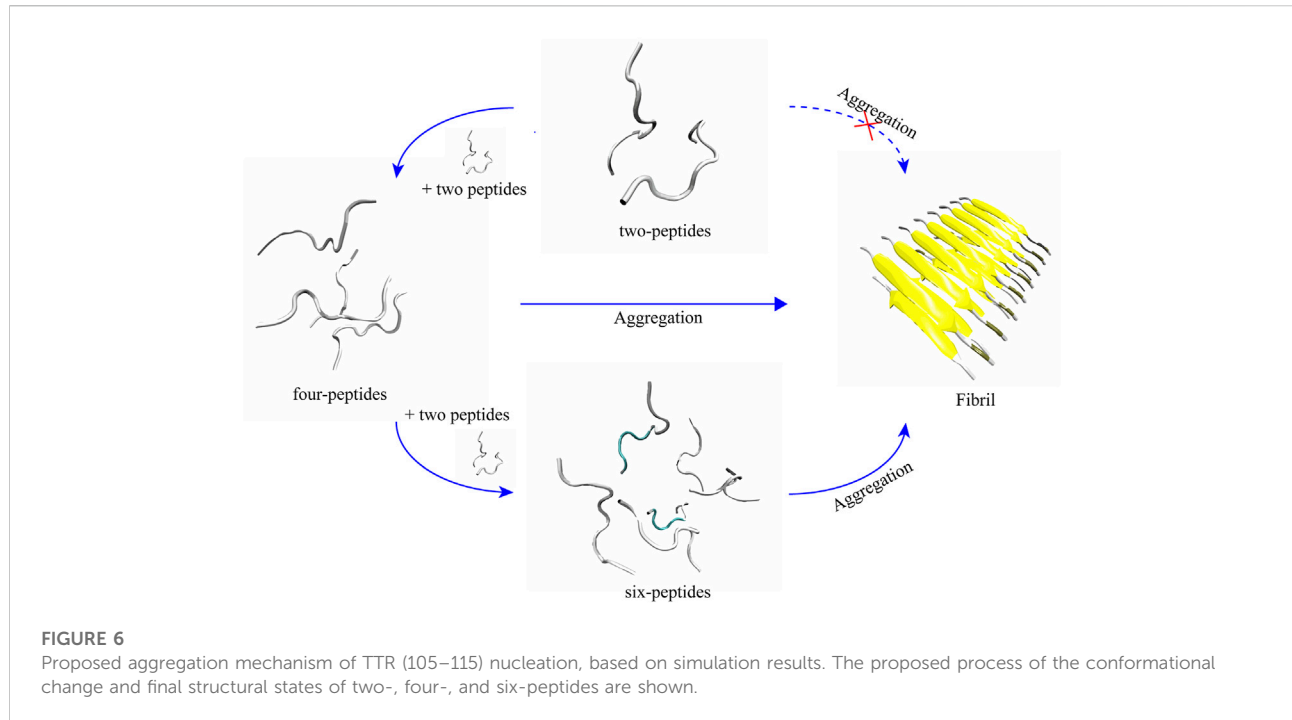 Aggregation
+ two peptides
two-peptides
Aggregation
four-peptides
Fibril
+ two peptides
Aggregation
six-peptides
FIGURE 6
Proposed aggregation mechanism of TTR (105–115) nucleation, based on simulation results. The proposed process of the conformational
change and final structural states of two-, four-, and six-peptides are shown.